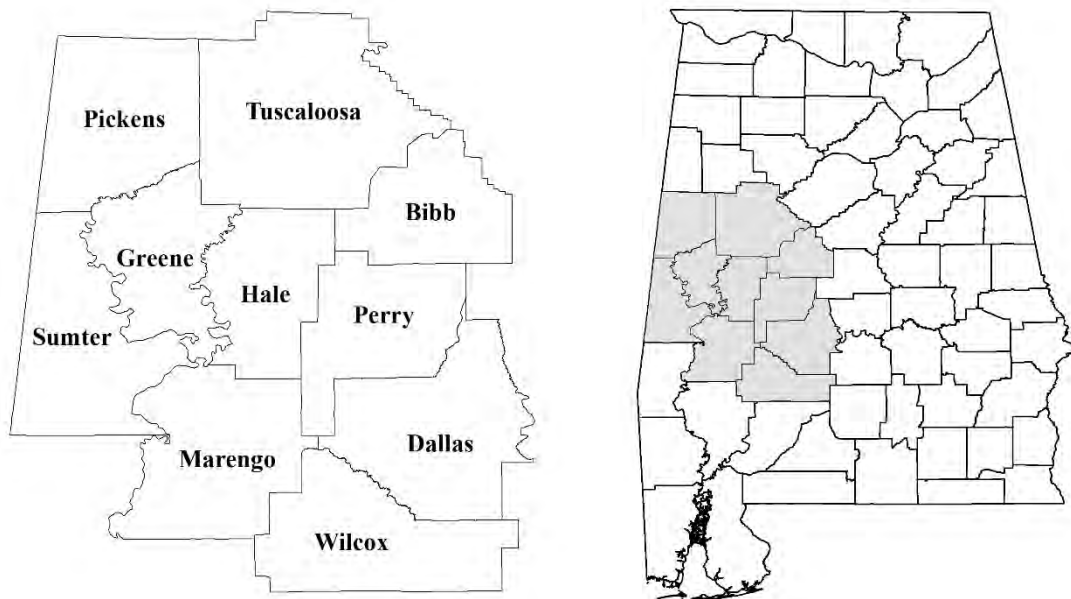 Pickens
Tuscaloosa
Bibb
Greene
Hale
Perry
Sumter
Dallas
Marengo
Wilcox